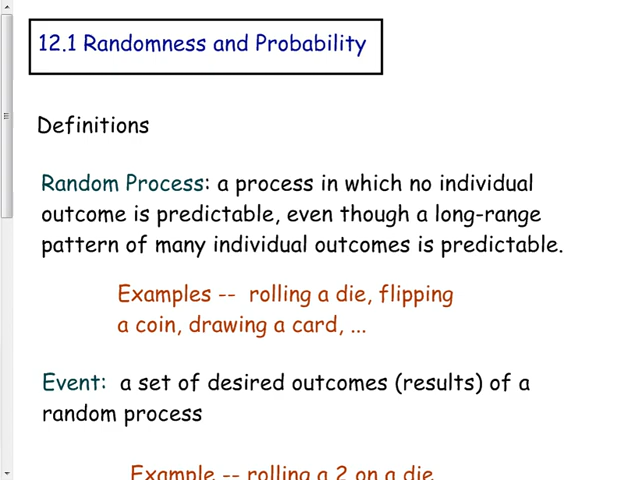 12.1 Randomness and Probability
Definitions
Random Process: a process in which no individual
outcome is predictable, even though a long-range
pattern of many individual outcomes is predictable.
Examples -- rolling a die, flipping
a coin, drawing a card, ...
Event: a set of desired outcomes (results) of a
random process
Example -- rolling a 2 on a die